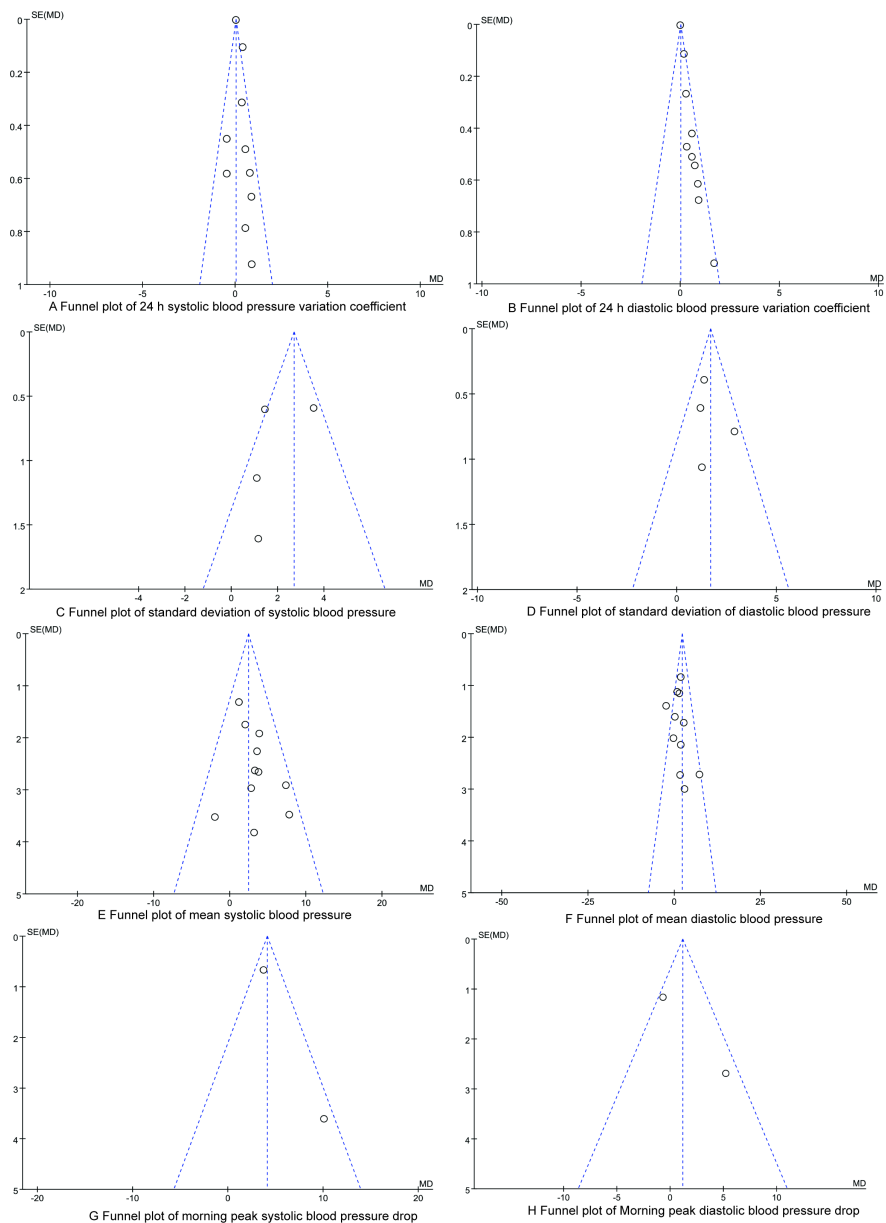 SE(MD)
0
0.2
0.4
0.6
0.8
1
-10 -5 0 5 10
MD
A Funnel plot of 24 h systolic blood pressure variation coefficient
SE(MD)
0
0.2
0.4
0.6
0.8
1
-10 -5 0 5 10
MD
B Funnel plot of 24 h diastolic blood pressure variation coefficient
SE(MD)
0
0.5
1
1.5
2
-4 -2 0 2 4
MD
C Funnel plot of standard deviation of systolic blood pressure
SE(MD)
0
0.5
1
1.5
2
-10 -5 0 5 10
MD
D Funnel plot of standard deviation of diastolic blood pressure
SE(MD)
0
1
2
3
4
5
-20 -10 0 10 20
MD
E Funnel plot of mean systolic blood pressure
SE(MD)
0
1
2
3
4
5
-50 -25 0 25 50
MD
F Funnel plot of mean diastolic blood pressure
SE(MD)
0
1
2
3
4
5
-20 -10 0 10 20
MD
G Funnel plot of morning peak systolic blood pressure drop
SE(MD)
0
1
2
3
4
5
-10 -5 0 5 10
MD
H Funnel plot of Morning peak diastolic blood pressure drop